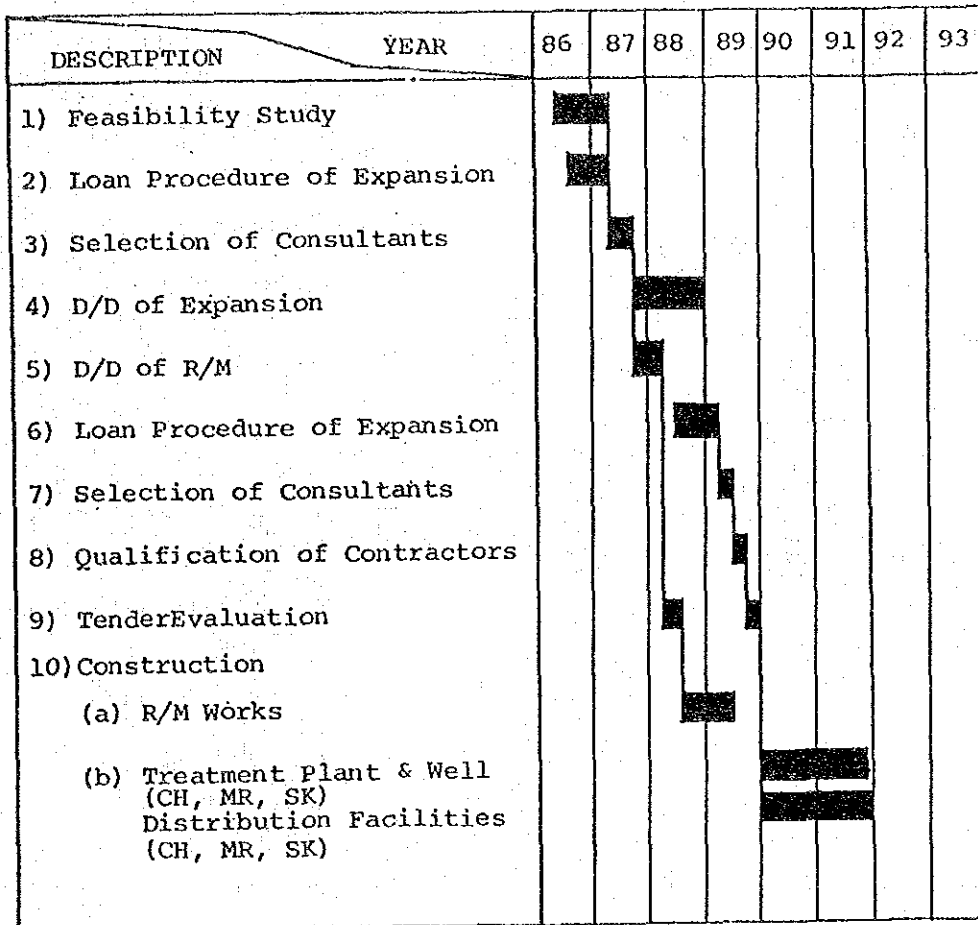 DESCRIPTION YEAR 86 87 88 89 90 91 92 93
1) Feasibility Study
2) Loan Procedure of Expansion
3) Selection of Consultants
4) D/D of Expansion
5) D/D of R/M
6) Loan Procedure of Expansion
7) Selection of Consultants
8) Qualification of Contractors
9) TenderEvaluation
10) Construction
(a) R/M Works
(b) Treatment Plant & Well
(CH, MR, SK)
Distribution Facilities
(CH, MR, SK)